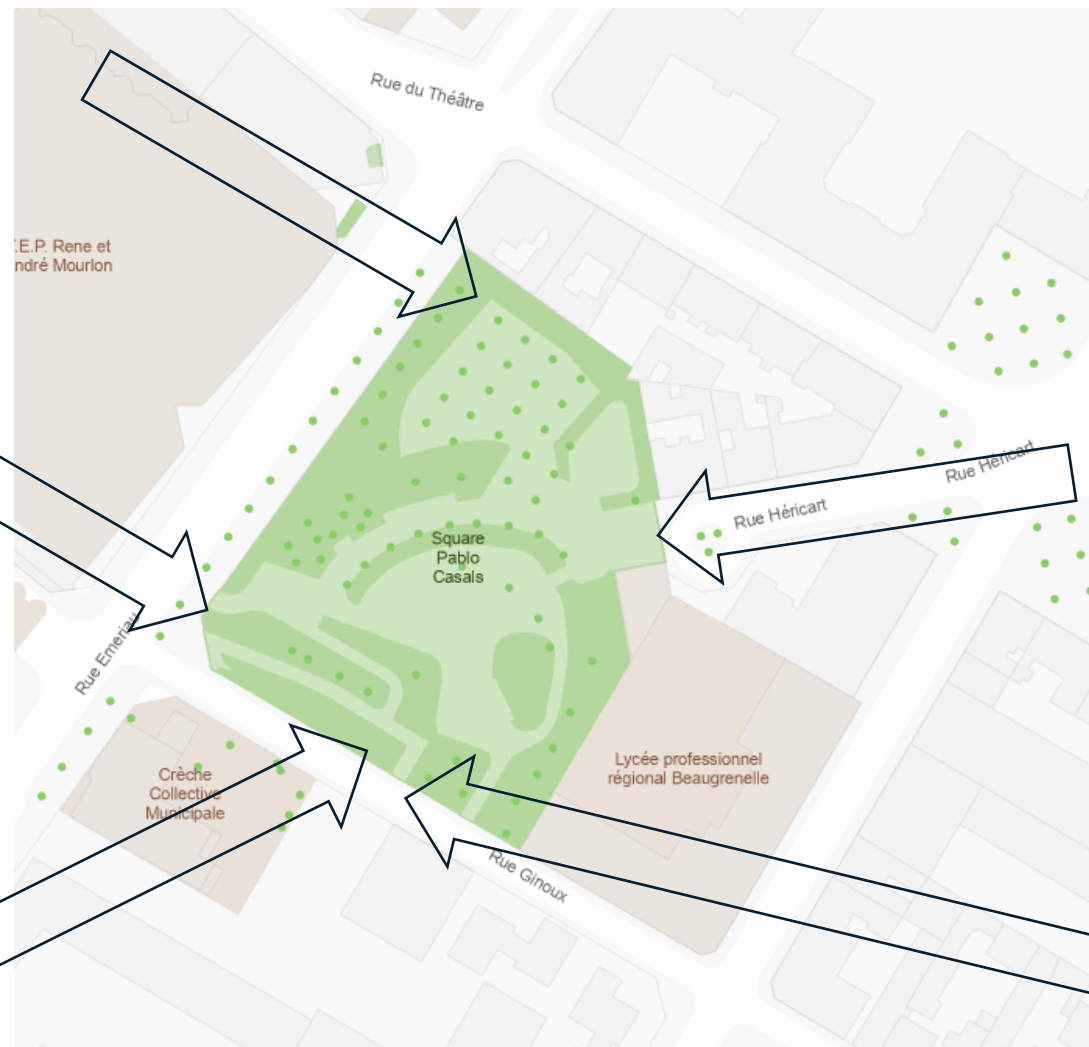 Rue du Théâtre
.E.P. Rene et
ndré Mourlon
Rue Héricart
Rue Héricart
Square
Pablo
Casals
Rue Emeriau
Lycée professionnel
régional Beaugrenelle
Crèche
Collective
Municipale
Rue Ginoux